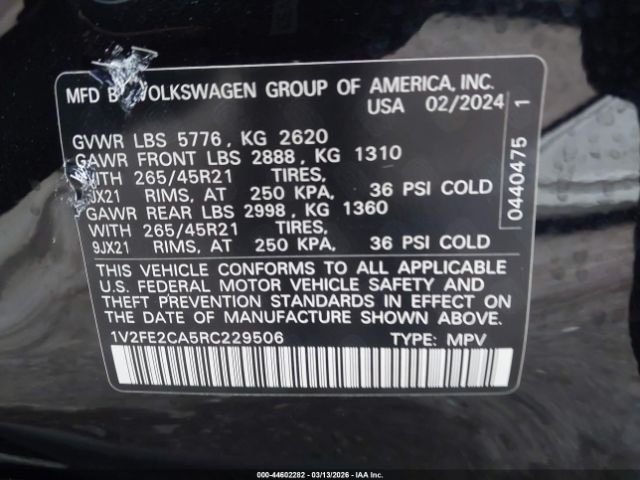 MFD BY VOLKSWAGEN GROUP OF AMERICA, INC.
USA 02/2024
GVWR LBS 5776, KG 2620
GAWR FRONT LBS 2888, KG 1310
WITH 265/45R21 TIRES,
9JX21 RIMS, AT 250 KPA, 36 PSI COLD
GAWR REAR LBS 2998, KG 1360
WITH 265/45R21 TIRES,
9JX21 RIMS, AT 250 KPA, 36 PSI COLD
THIS VEHICLE CONFORMS TO ALL APPLICABLE
U.S. FEDERAL MOTOR VEHICLE SAFETY AND
THEFT PREVENTION STANDARDS IN EFFECT ON
THE DATE OF MANUFACTURE SHOWN ABOVE.
1V2FE2CA5RC229506 TYPE: MPV
0440475 1
000-44602282 | 03/13/2026 | IAA Inc.